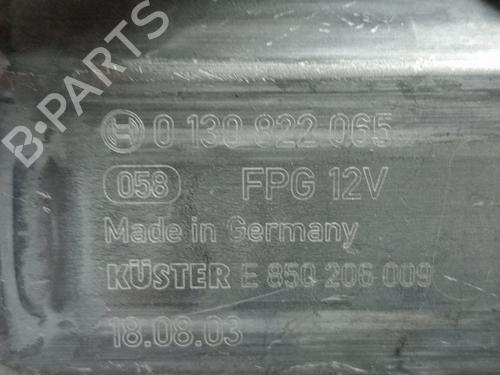 B-PARTS
0 130 822 065
058 FPG 12V
Made in Germany
KÜSTER E 850 206 009
18.08.03